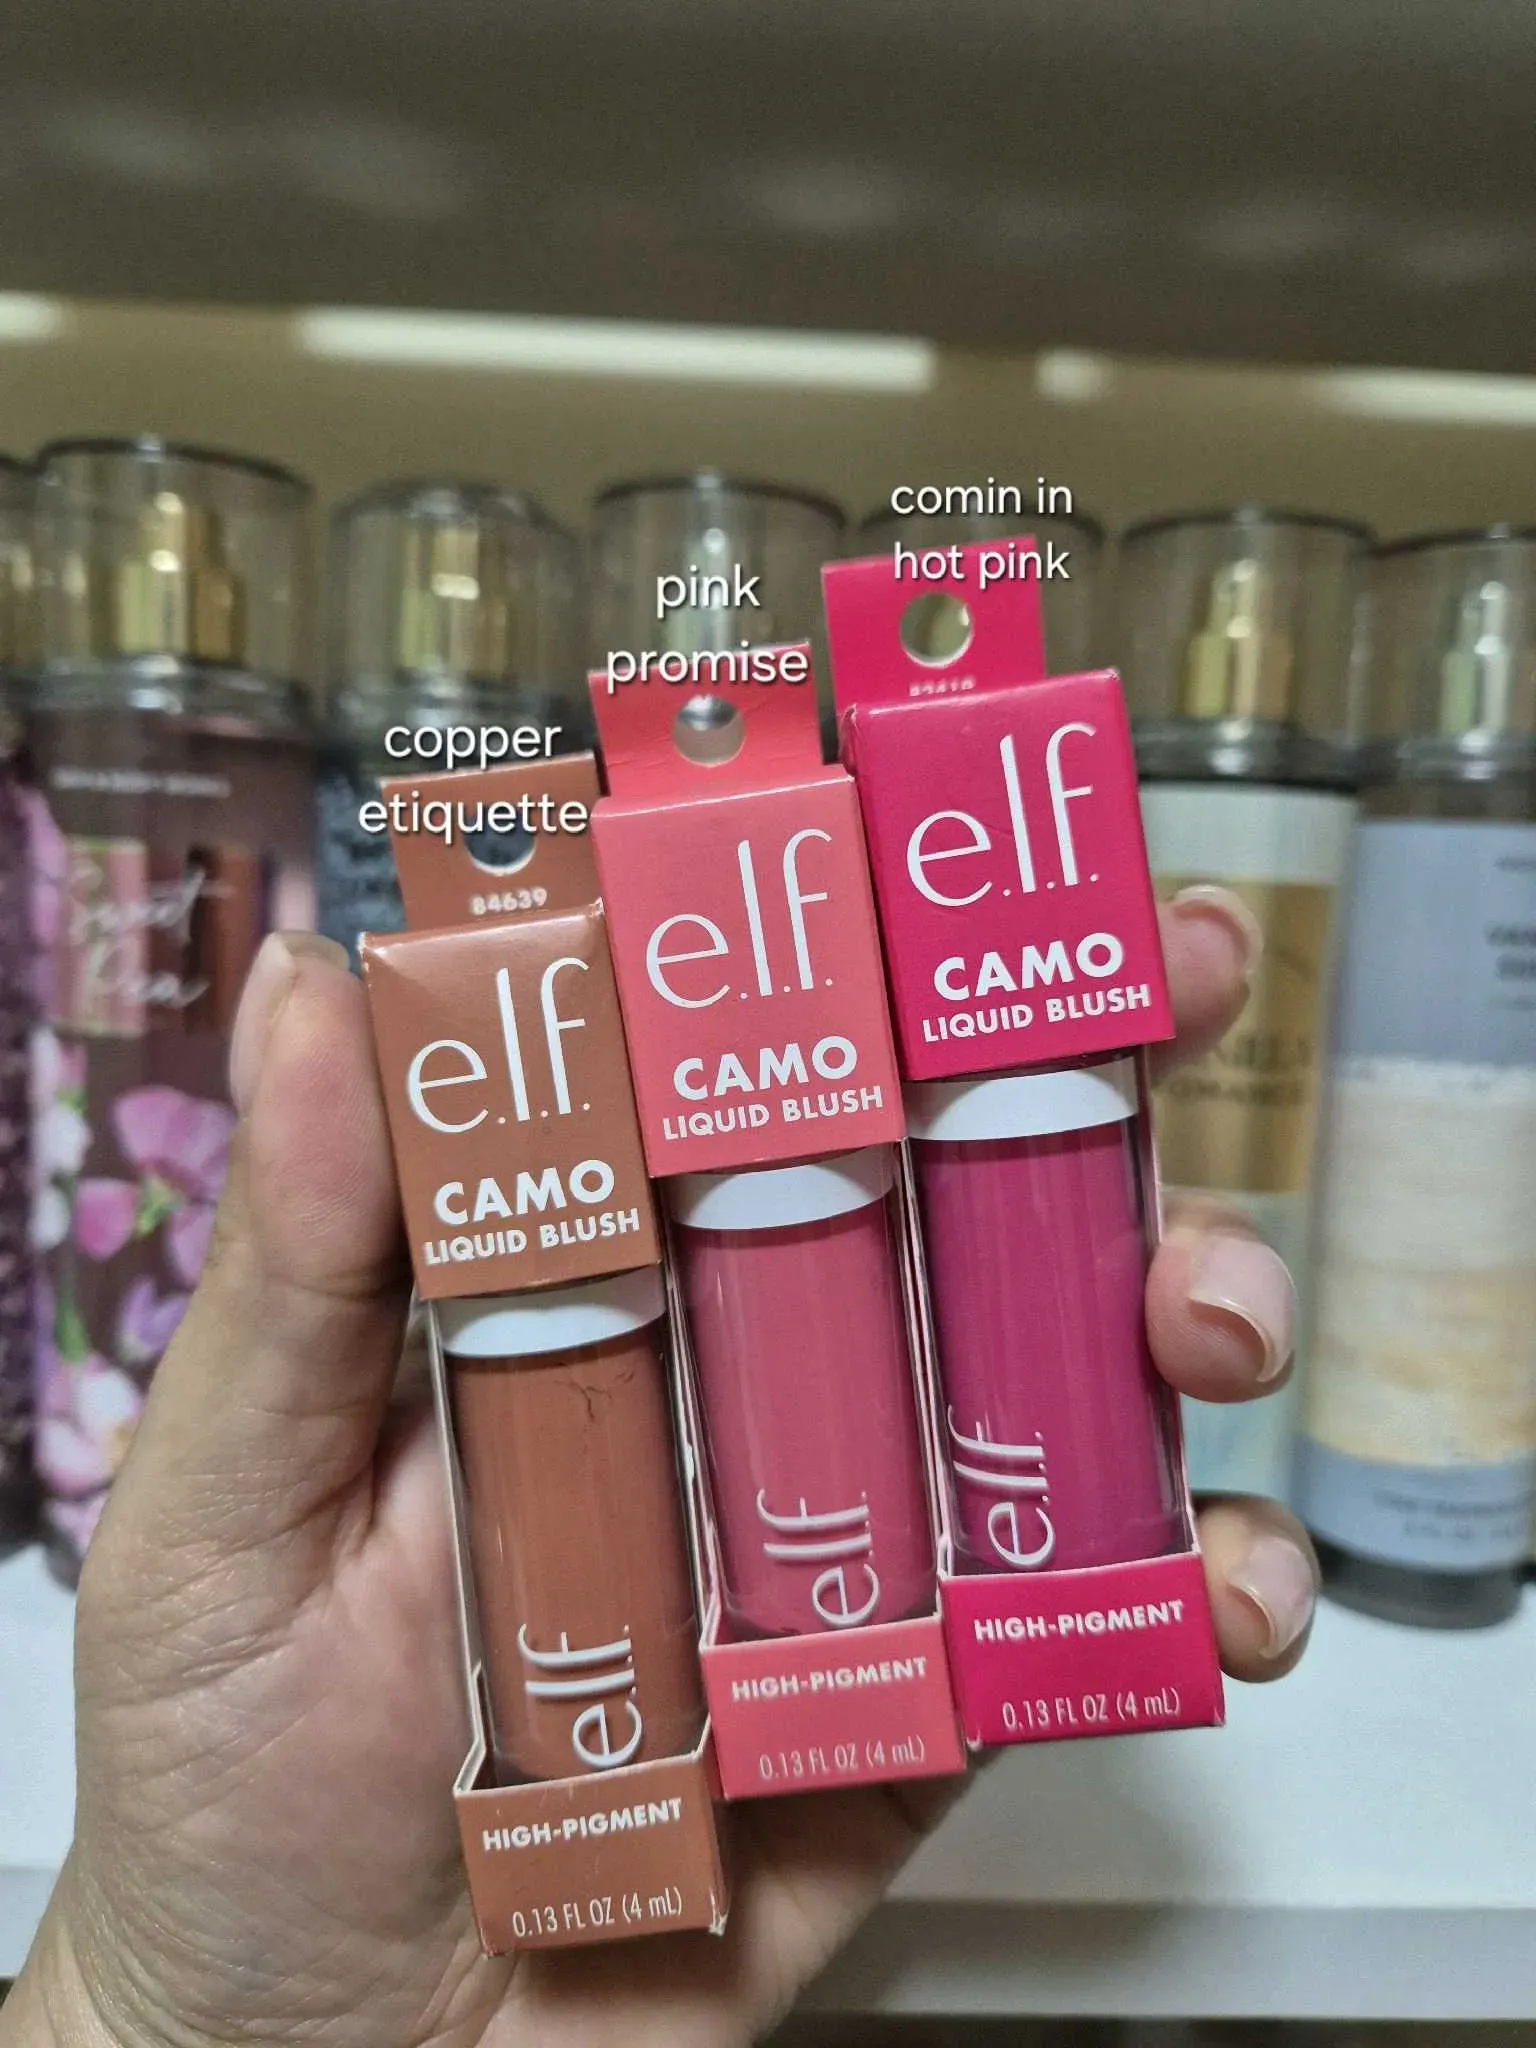 comin in
hot pink
pink
promise
copper
etiquette
84639
e.l.f.
CAMO
LIQUID BLUSH
e.l.f.
HIGH-PIGMENT
0.13 FL OZ (4 mL)
e.l.f.
CAMO
LIQUID BLUSH
e.l.f.
HIGH-PIGMENT
0.13 FL OZ (4 mL)
e.l.f.
CAMO
LIQUID BLUSH
e.l.f.
HIGH-PIGMENT
0.13 FL OZ (4 mL)